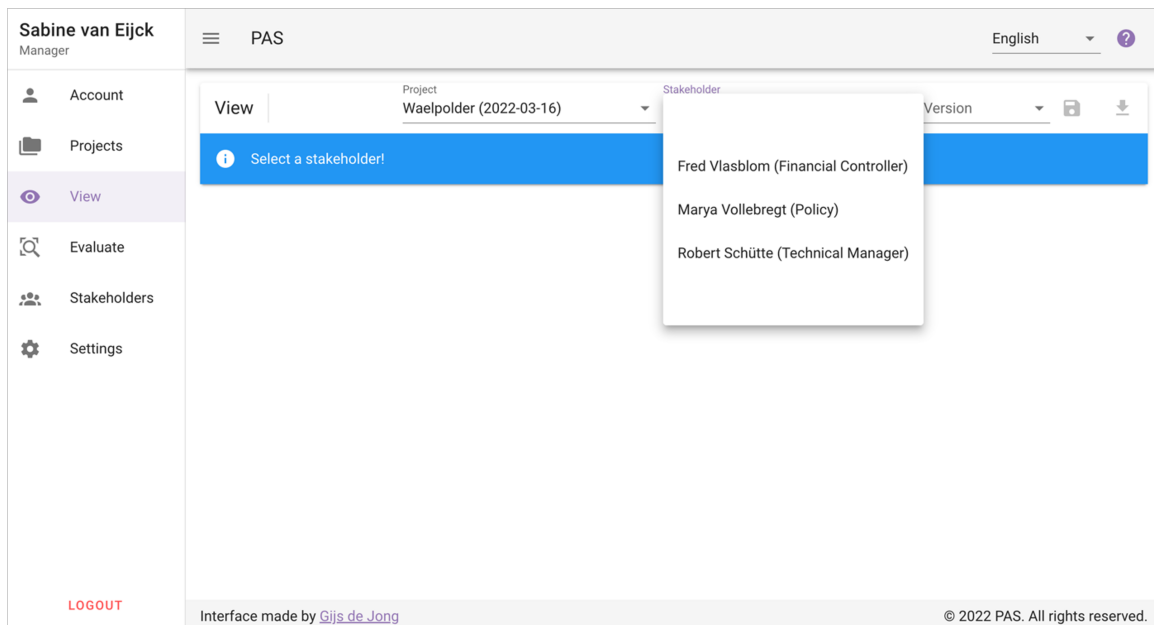 Sabine van Eijck
Manager
PAS
English
Account
Projects
View
Evaluate
Stakeholders
Settings
LOGOUT
View
Project
Waelpolder (2022-03-16)
Stakeholder
Version
Select a stakeholder!
Fred Vlasblom (Financial Controller)
Marya Vollebregt (Policy)
Robert Schütte (Technical Manager)
Interface made by Gijs de Jong
© 2022 PAS. All rights reserved.